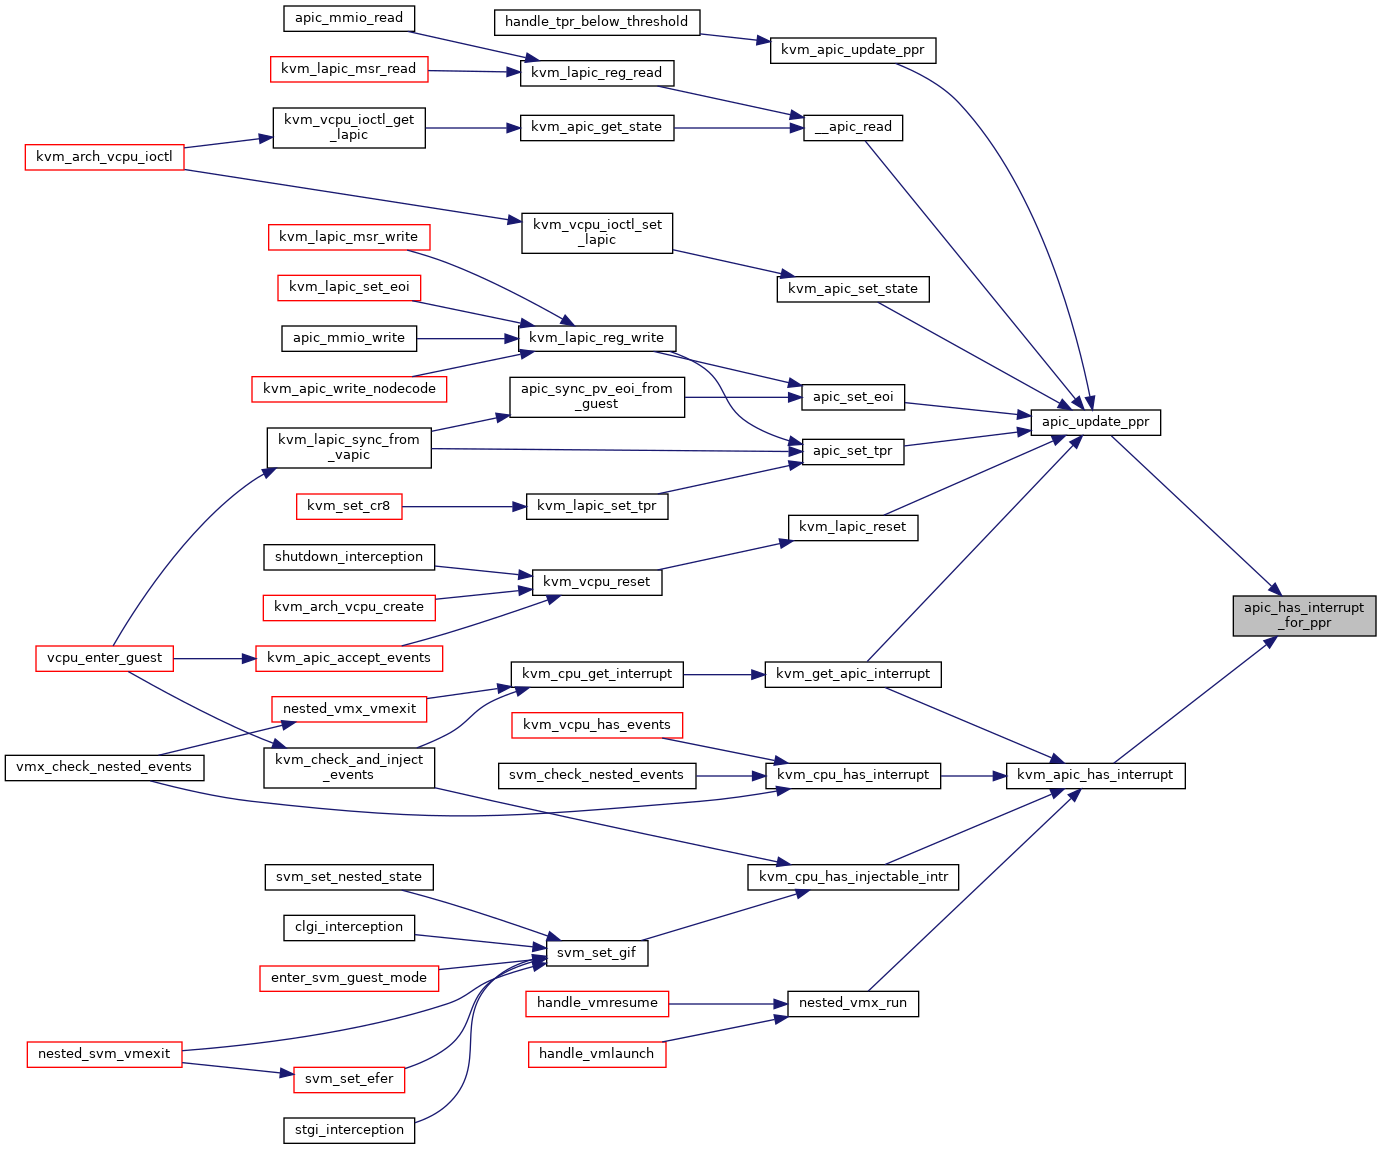 apic_mmio_read
handle_tpr_below_threshold
kvm_apic_update_ppr
kvm_lapic_msr_read
kvm_lapic_reg_read
kvm_vcpu_ioctl_get
_lapic
kvm_apic_get_state
__apic_read
kvm_arch_vcpu_ioctl
kvm_vcpu_ioctl_set
_lapic
kvm_lapic_msr_write
kvm_lapic_set_eoi
kvm_apic_set_state
apic_mmio_write
kvm_lapic_reg_write
kvm_apic_write_nodecode
apic_sync_pv_eoi_from
_guest
apic_set_eoi
apic_update_ppr
kvm_lapic_sync_from
_vapic
apic_set_tpr
kvm_set_cr8
kvm_lapic_set_tpr
kvm_lapic_reset
shutdown_interception
kvm_vcpu_reset
kvm_arch_vcpu_create
apic_has_interrupt
_for_ppr
vcpu_enter_guest
kvm_apic_accept_events
kvm_cpu_get_interrupt
kvm_get_apic_interrupt
nested_vmx_vmexit
kvm_vcpu_has_events
vmx_check_nested_events
kvm_check_and_inject
_events
svm_check_nested_events
kvm_cpu_has_interrupt
kvm_apic_has_interrupt
svm_set_nested_state
kvm_cpu_has_injectable_intr
clgi_interception
svm_set_gif
enter_svm_guest_mode
handle_vmresume
nested_vmx_run
nested_svm_vmexit
handle_vmlaunch
svm_set_efer
stgi_interception